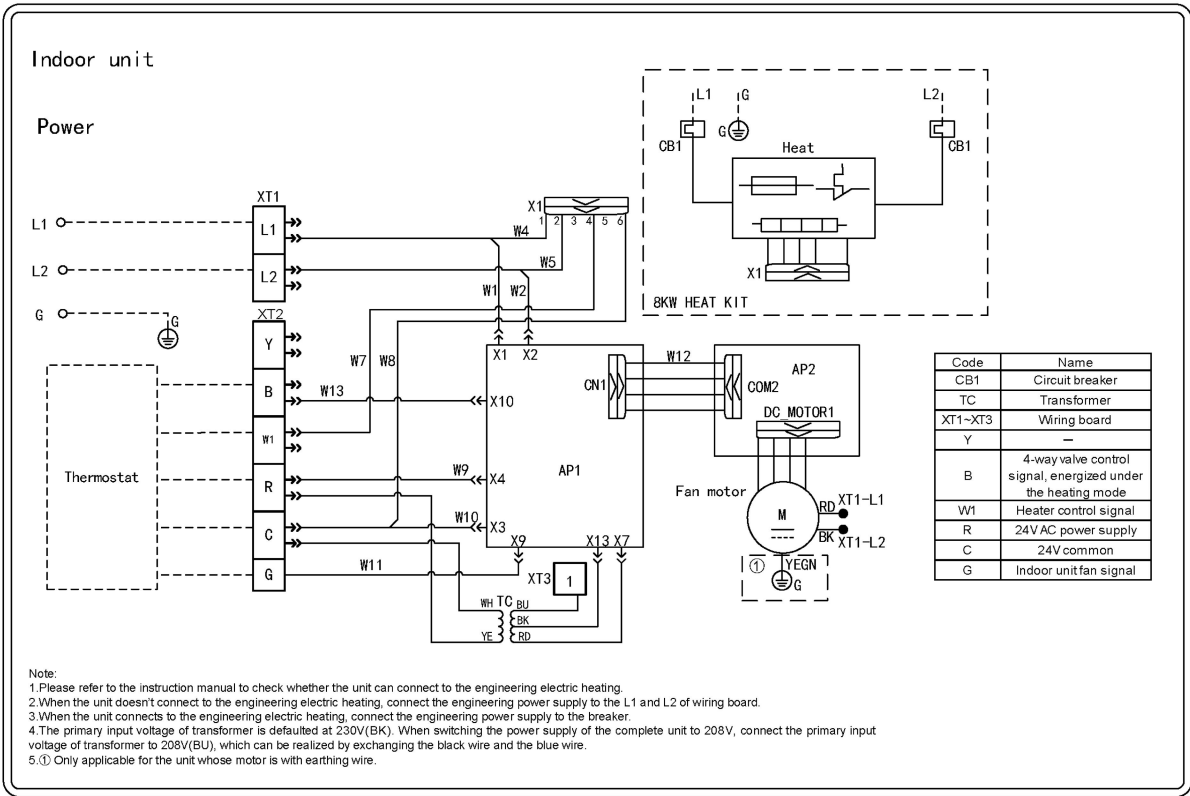 Indoor unit
Power
L1
L2
G
G
XT1
L1
L2
XT2
Y
B
W1
R
C
G
Thermostat
W13
W7
W8
W9
W10
W11
W4
W5
W1
W2
X1
1 2 3 4 5 6
X1 X2
X10
X4
X3
X9
X13 X7
AP1
CN1
W12
COM2
AP2
DC_MOTOR1
Fan motor
M
RD XT1-L1
BK XT1-L2
① YEGN
G
XT3 1
WH TC BU
BK
YE RD
L1 G L2
CB1 G CB1
Heat
X1
8KW HEAT KIT
Code Name
CB1 Circuit breaker
TC Transformer
XT1~XT3 Wiring board
Y —
B 4-way valve control
signal, energized under
the heating mode
W1 Heater control signal
R 24V AC power supply
C 24V common
G Indoor unit fan signal
Note:
1.Please refer to the instruction manual to check whether the unit can connect to the engineering electric heating.
2.When the unit doesn't connect to the engineering electric heating, connect the engineering power supply to the L1 and L2 of wiring board.
3.When the unit connects to the engineering electric heating, connect the engineering power supply to the breaker.
4.The primary input voltage of transformer is defaulted at 230V(BK). When switching the power supply of the complete unit to 208V, connect the primary input
voltage of transformer to 208V(BU), which can be realized by exchanging the black wire and the blue wire.
5.① Only applicable for the unit whose motor is with earthing wire.